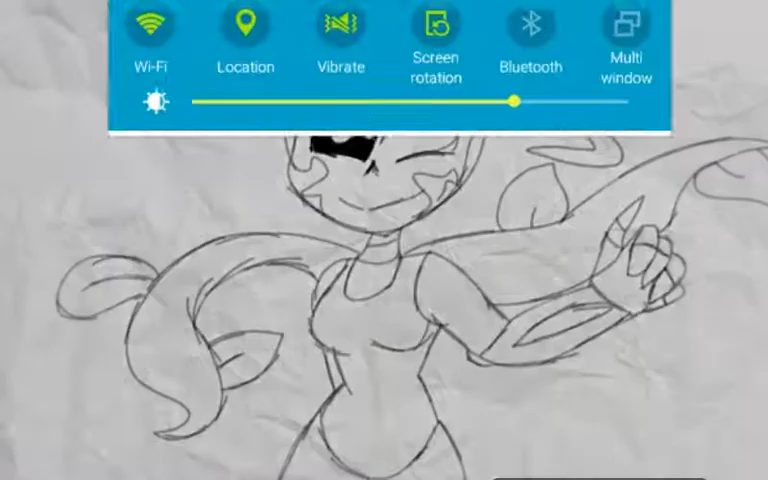 Wi-Fi
Location
Vibrate
Screen
rotation
Bluetooth
Multi
window